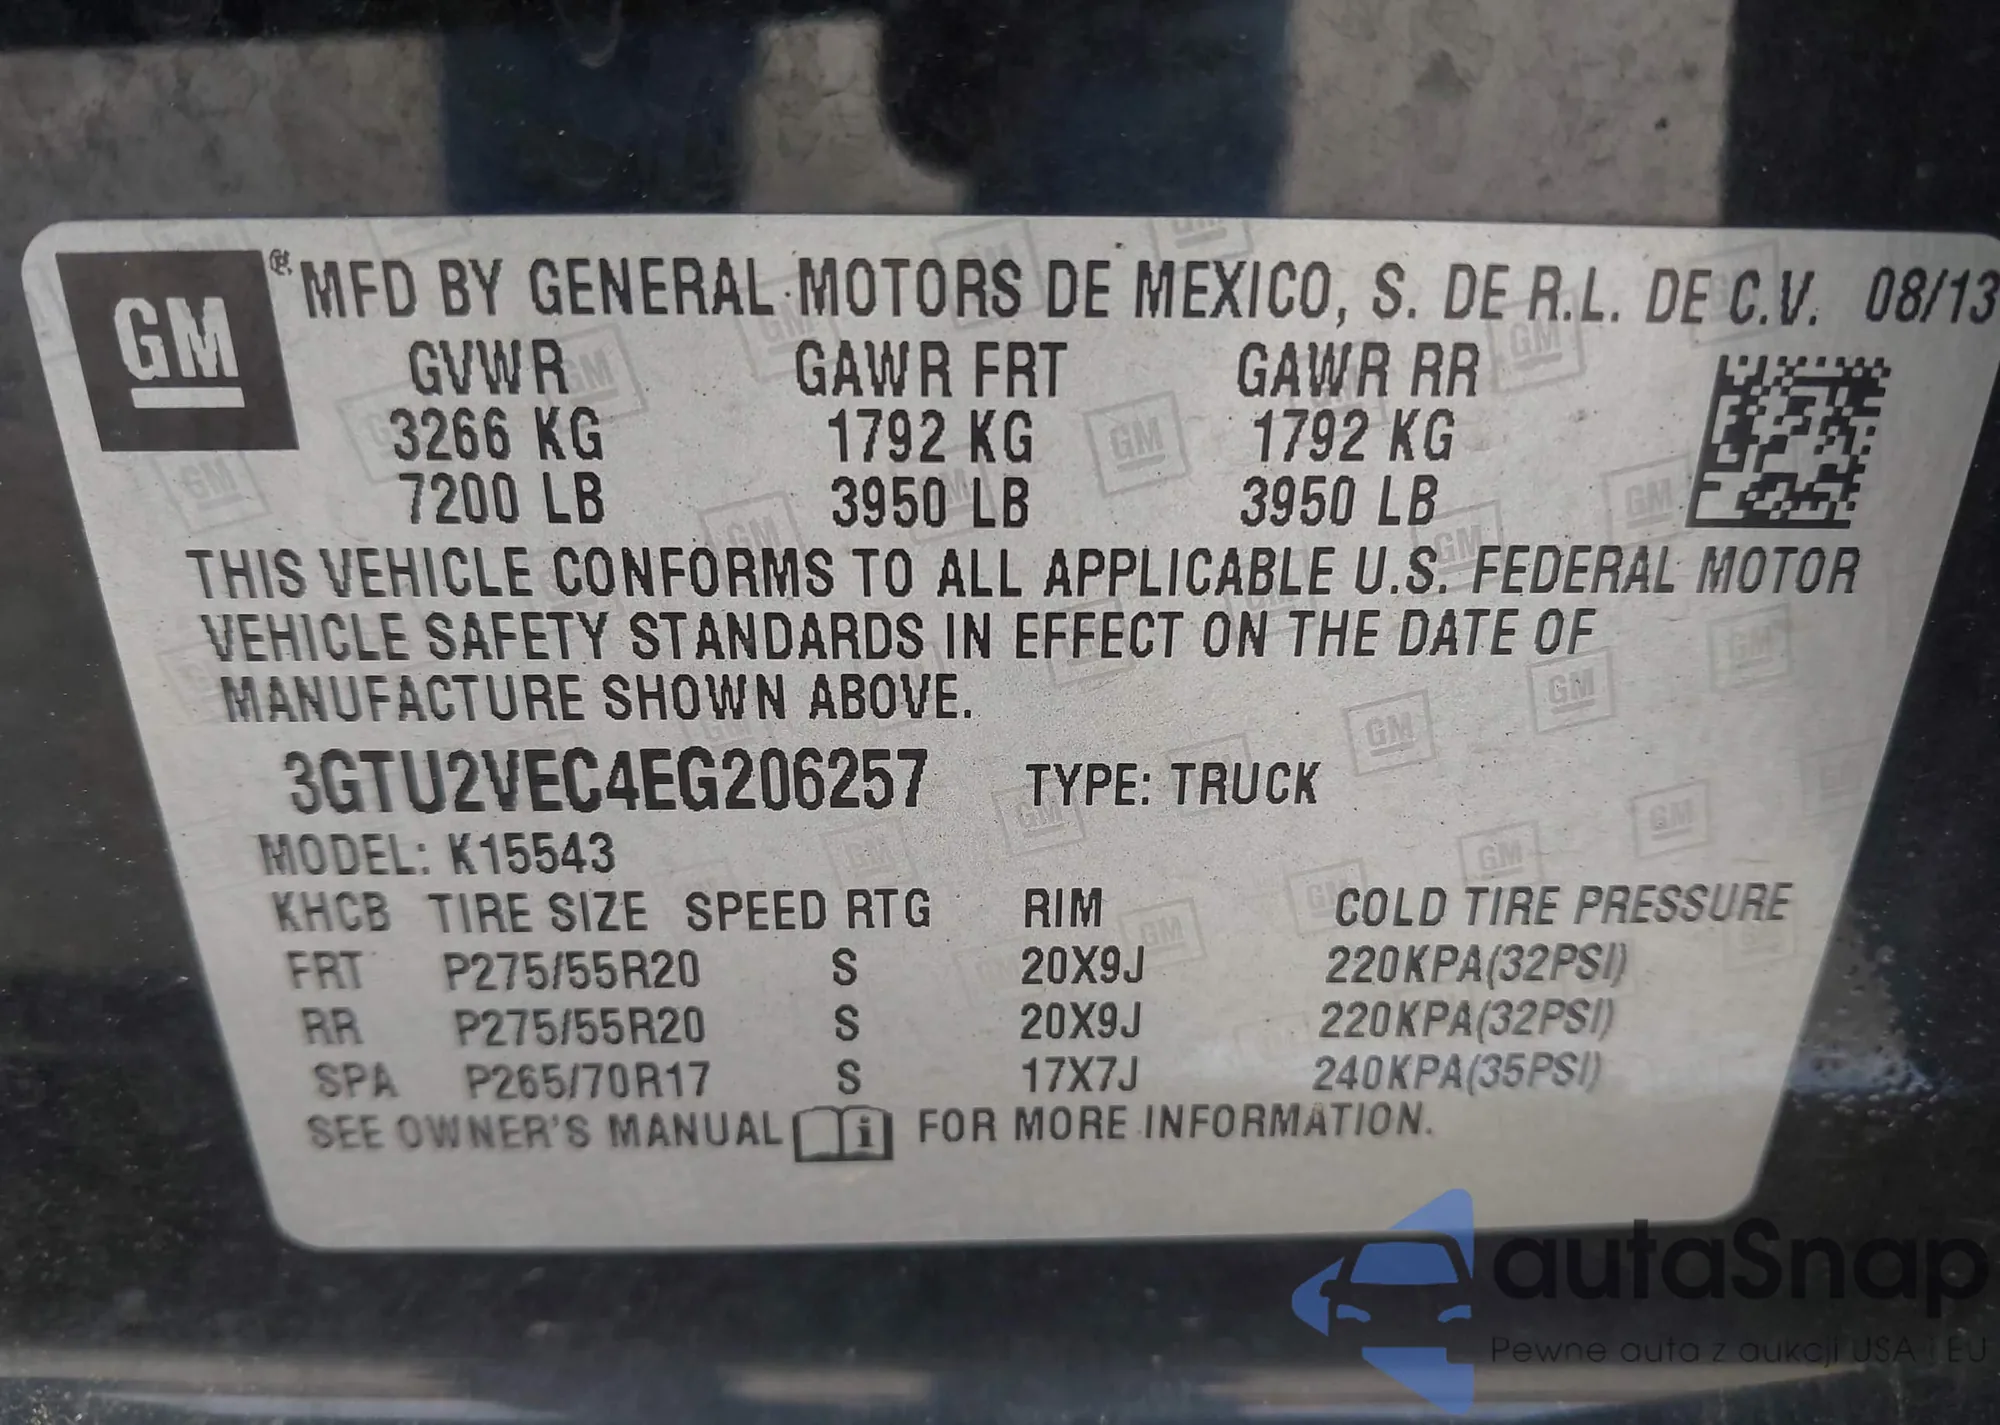 GM
® MFD BY GENERAL MOTORS DE MEXICO, S. DE R.L. DE C.V. 08/13
GVWR GAWR FRT GAWR RR
3266 KG 1792 KG 1792 KG
7200 LB 3950 LB 3950 LB
THIS VEHICLE CONFORMS TO ALL APPLICABLE U.S. FEDERAL MOTOR
VEHICLE SAFETY STANDARDS IN EFFECT ON THE DATE OF
MANUFACTURE SHOWN ABOVE.
3GTU2VEC4EG206257 TYPE: TRUCK
MODEL: K15543
KHCB TIRE SIZE SPEED RTG RIM COLD TIRE PRESSURE
FRT P275/55R20 S 20X9J 220KPA(32PSI)
RR P275/55R20 S 20X9J 220KPA(32PSI)
SPA P265/70R17 S 17X7J 240KPA(35PSI)
SEE OWNER'S MANUAL i FOR MORE INFORMATION.
autaSnap
Pewne auta z aukcji USA i EU